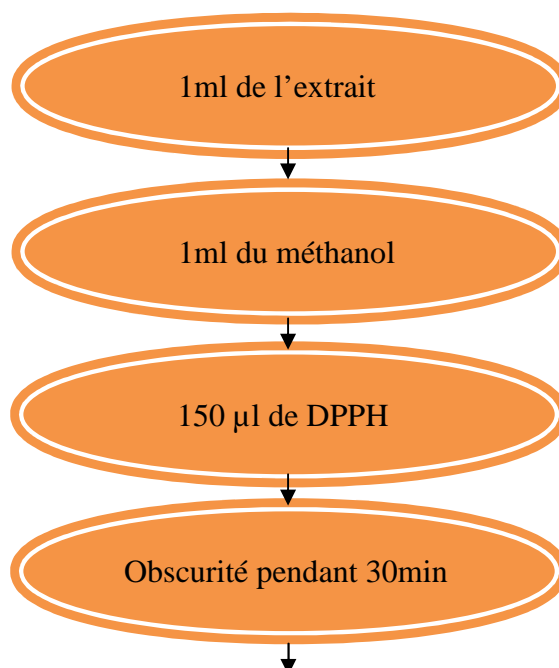 1ml de l’extrait
1ml du méthanol
150 µl de DPPH
Obscurité pendant 30min